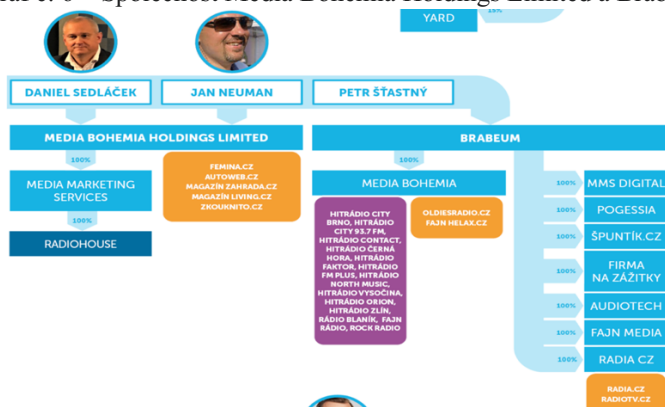 Společnost Media Bohemia Holdings Limited a
YARD
25%
DANIEL SEDLÁČEK
JAN NEUMAN
PETR ŠŤASTNÝ
MEDIA BOHEMIA HOLDINGS LIMITED
BRABEUM
100%
MEDIA MARKETING
SERVICES
100%
RADIOHOUSE
FEMINA.CZ
AUTOWEB.CZ
MAGAZÍN ZAHRADA.CZ
MAGAZÍN LIVING.CZ
ZKOUKNITO.CZ
100%
MEDIA BOHEMIA
HITRÁDIO CITY
BRNO, HITRÁDIO
CITY 93.7 FM,
HITRÁDIO CONTACT,
HITRÁDIO ČERNÁ
HORA, HITRÁDIO
FAKTOR, HITRÁDIO
FM PLUS, HITRÁDIO
NORTH MUSIC,
HITRÁDIO VYSOČINA,
HITRÁDIO ORION,
HITRÁDIO ZLÍN,
RÁDIO BLANÍK, FAJN
RÁDIO, ROCK RADIO
OLDIESRADIO.CZ
FAJN HELAX.CZ
100% MMS DIGITAL
100% POGESSIA
100% ŠPUNTÍK.CZ
100% FIRMA
NA ZÁŽITKY
100% AUDIOTECH
100% FAJN MEDIA
100% RADIA CZ
RADIA.CZ
RADIOTV.CZ